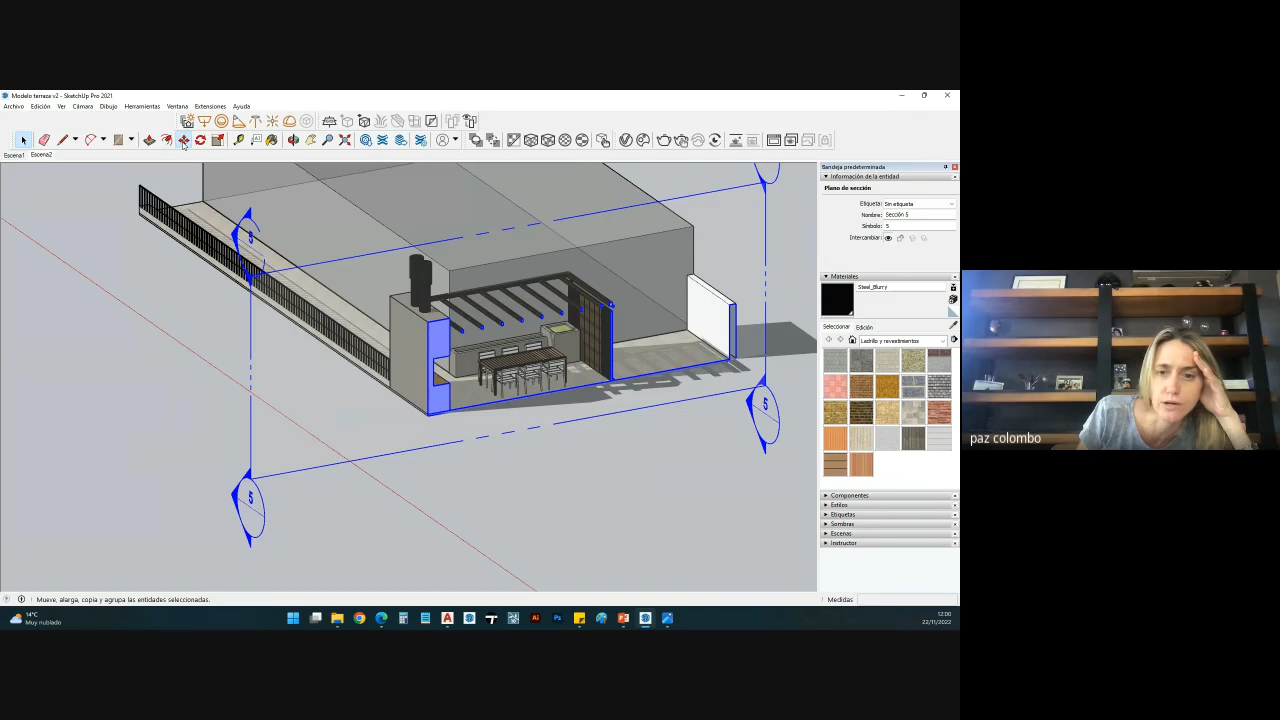 Modelo terraza v2 - SketchUp Pro 2021
Archivo Edición Ver Cámara Dibujo Herramientas Ventana Extensiones Ayuda
Escena1 Escena2
Bandeja predeterminada
Información de la entidad
Plano de sección
Etiqueta: Sin etiqueta
Nombre: Sección 5
Símbolo: 5
Intercambiar:
Materiales
Steel_Blurry
Seleccionar Edición
Ladrillo y revestimientos
Componentes
Estilos
Etiquetas
Sombras
Escenas
Instructor
5
5
5
paz colombo
Mueve, alarga, copia y agrupa las entidades seleccionadas.
Medidas
14°C
Muy nublado
12:00
22/11/2022